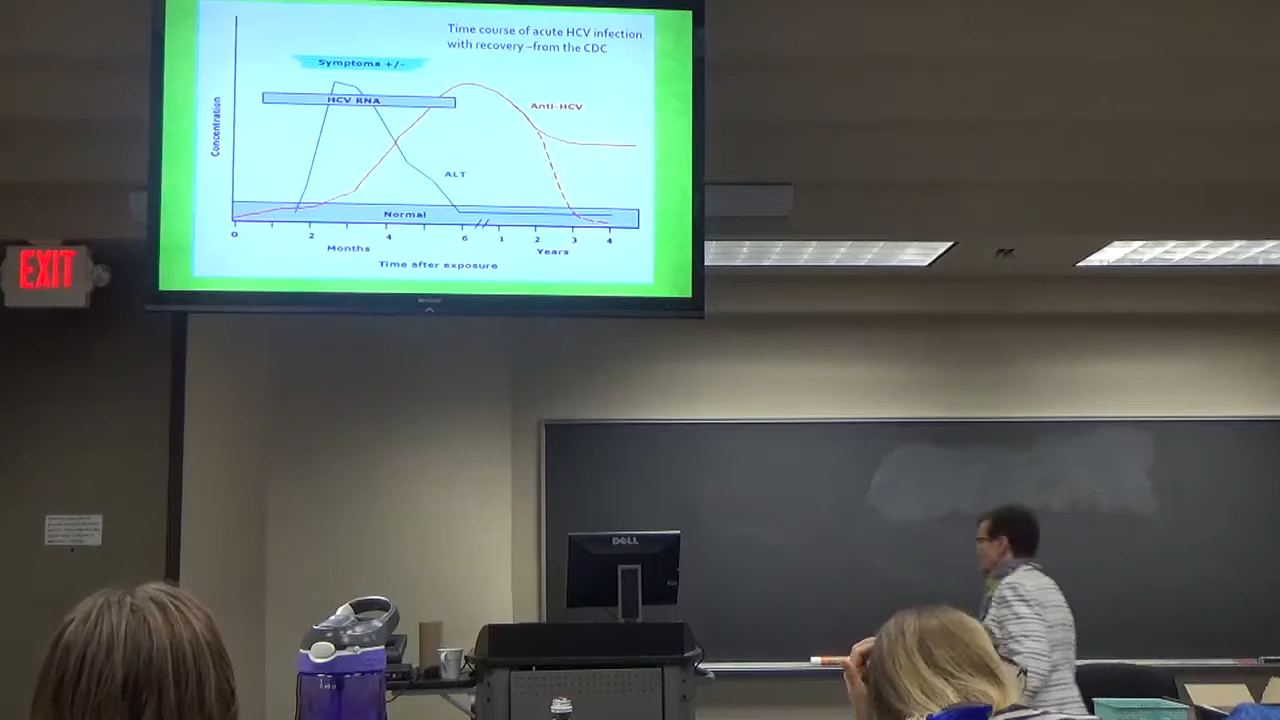 Time course of acute HCV infection
with recovery –from the CDC
Symptoms +/-
HCV RNA
Anti-HCV
Concentration
ALT
Normal
0 2 4 6 1 2 3 4
Months Years
Time after exposure
SHARP
EXIT
DELL